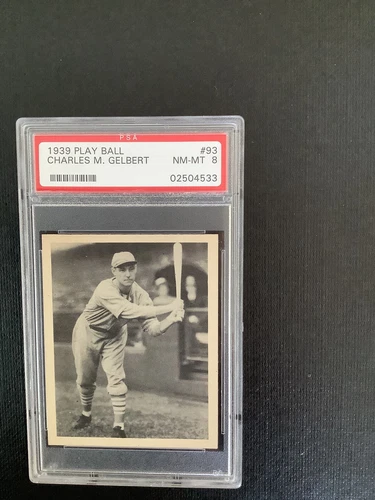 PSA
1939 PLAY BALL #93
CHARLES M. GELBERT NM-MT 8
02504533